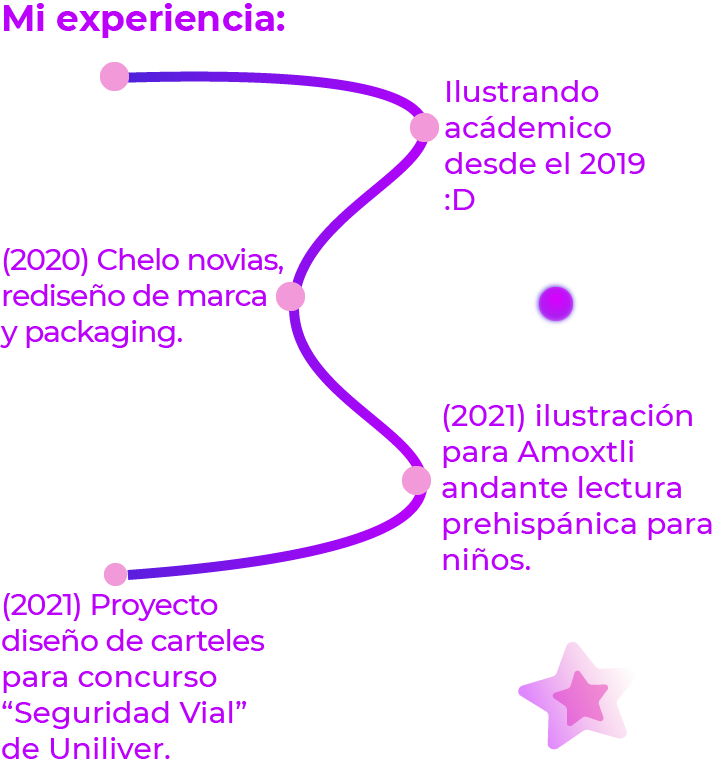 Mi experiencia:
Ilustrando
acádemico
desde el 2019
:D
(2020) Chelo novias,
rediseño de marca
y packaging.
(2021) ilustración
para Amoxtli
andante lectura
prehispánica para
niños.
(2021) Proyecto
diseño de carteles
para concurso
“Seguridad Vial”
de Uniliver.